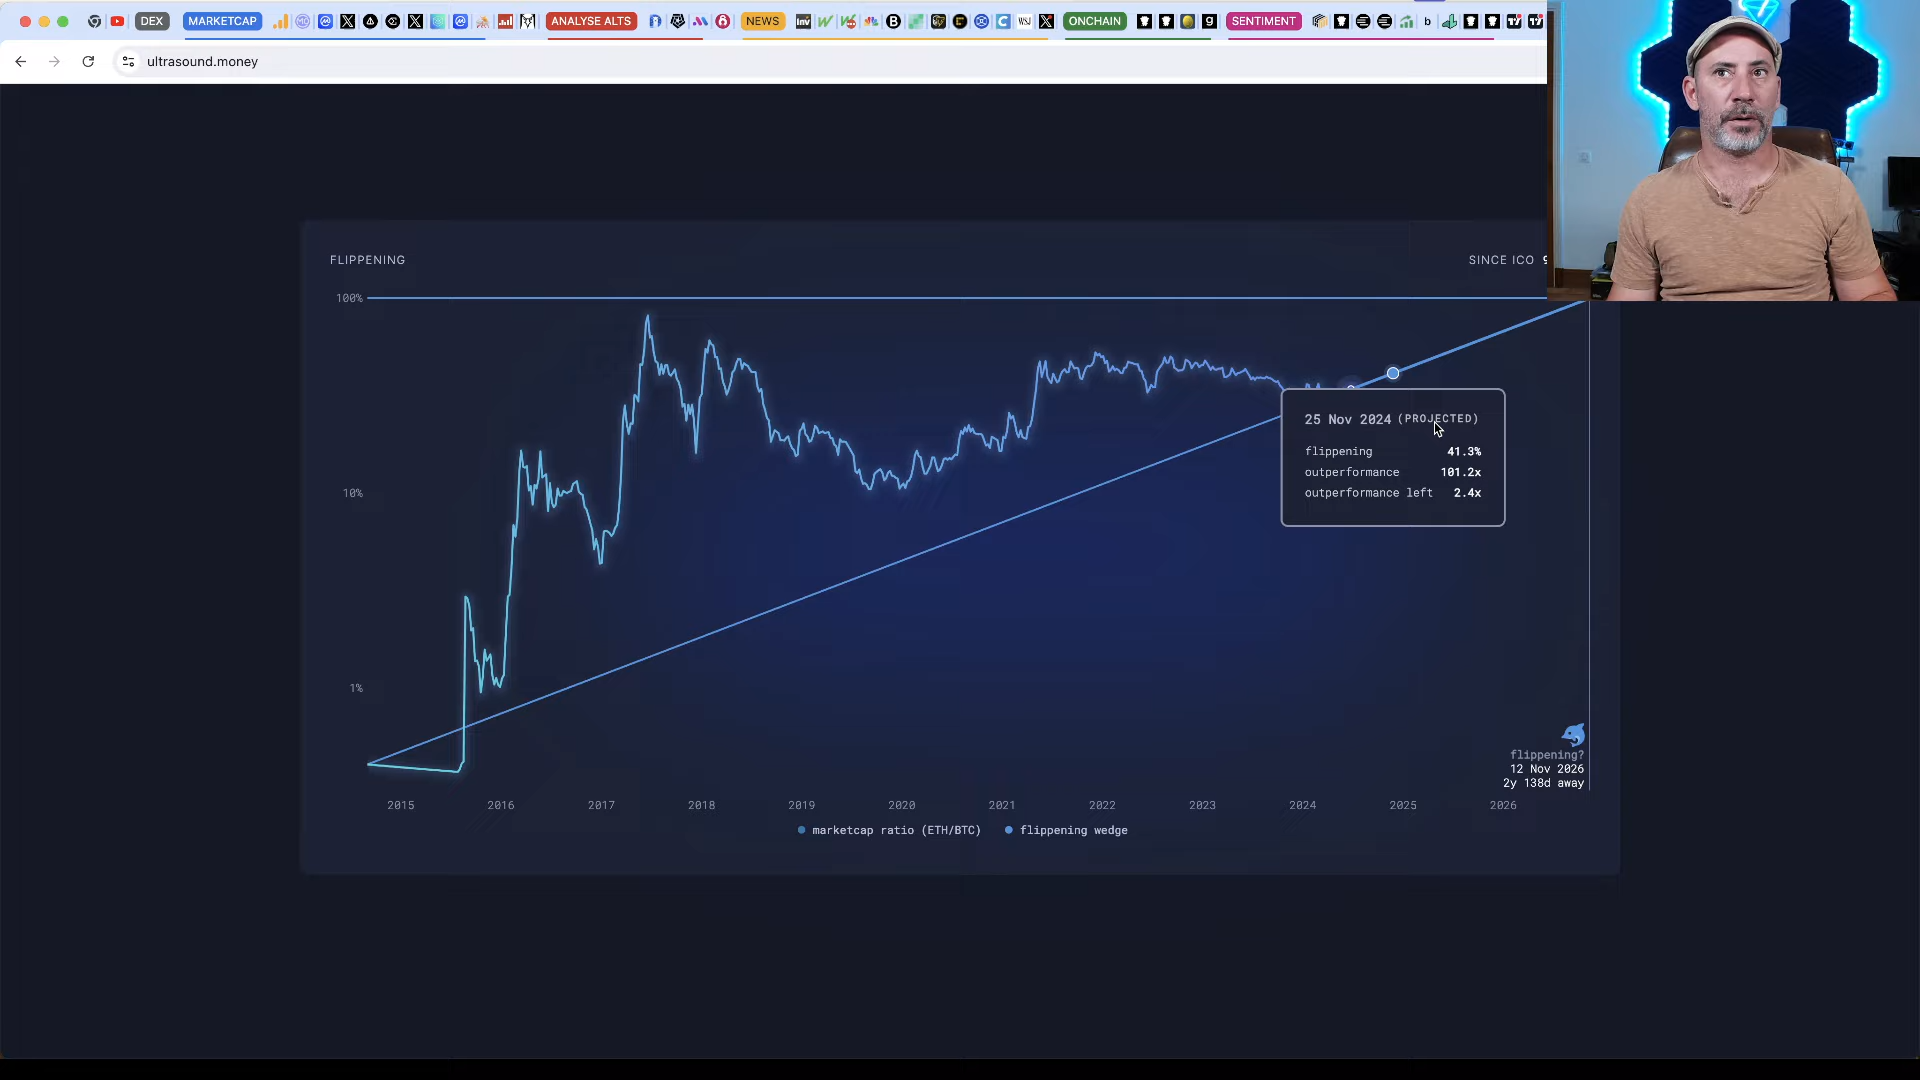 DEX
MARKETCAP
ANALYSE ALTS
NEWS
Inv
WSJ
ONCHAIN
SENTIMENT
ultrasound.money
FLIPPENING
SINCE ICO
100%
10%
1%
25 Nov 2024 (PROJECTED)
flippening 41.3%
outperformance 101.2x
outperformance left 2.4x
flippening?
12 Nov 2026
2y 138d away
2015 2016 2017 2018 2019 2020 2021 2022 2023 2024 2025 2026
marketcap ratio (ETH/BTC) flippening wedge